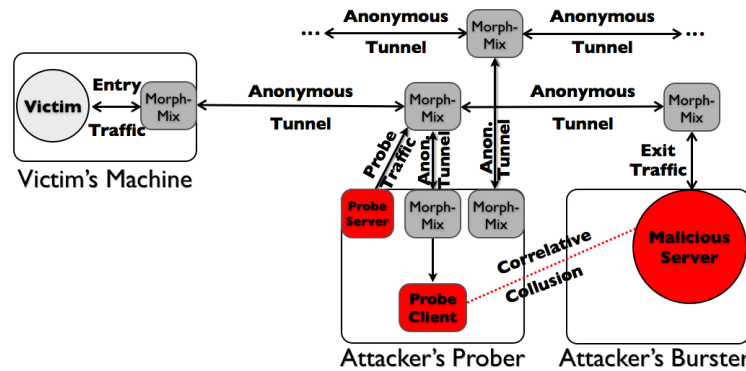 ... Anonymous Tunnel
Morph-
Mix
Anonymous Tunnel ...
Victim
Entry
Traffic
Morph-
Mix
Anonymous
Tunnel
Morph-
Mix
Anonymous
Tunnel
Morph-
Mix
Victim's Machine
Probe
Traffic
Anon.
Tunnel
Anon.
Tunnel
Exit
Traffic
Probe
Server
Morph-
Mix
Morph-
Mix
Probe
Client
Correlative
Collusion
Malicious
Server
Attacker's Prober
Attacker's Burster